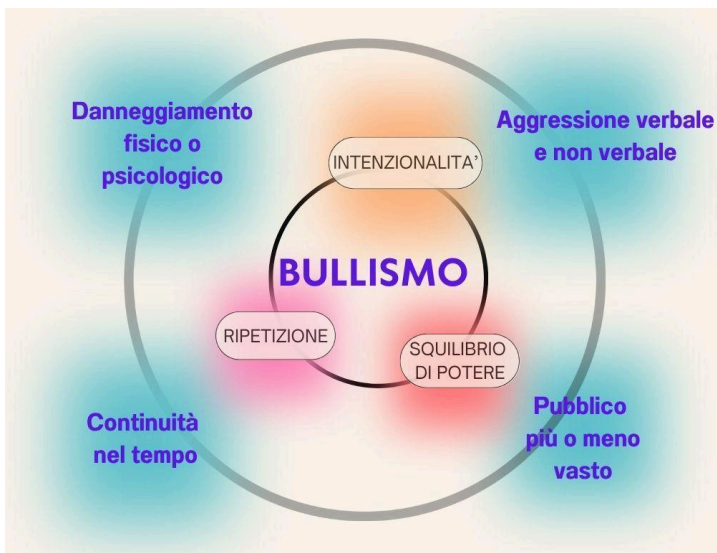 Danneggiamento
fisico o
psicologico
Aggressione verbale
e non verbale
INTENZIONALITA'
BULLISMO
RIPETIZIONE
SQUILIBRIO
DI POTERE
Continuità
nel tempo
Pubblico
più o meno
vasto